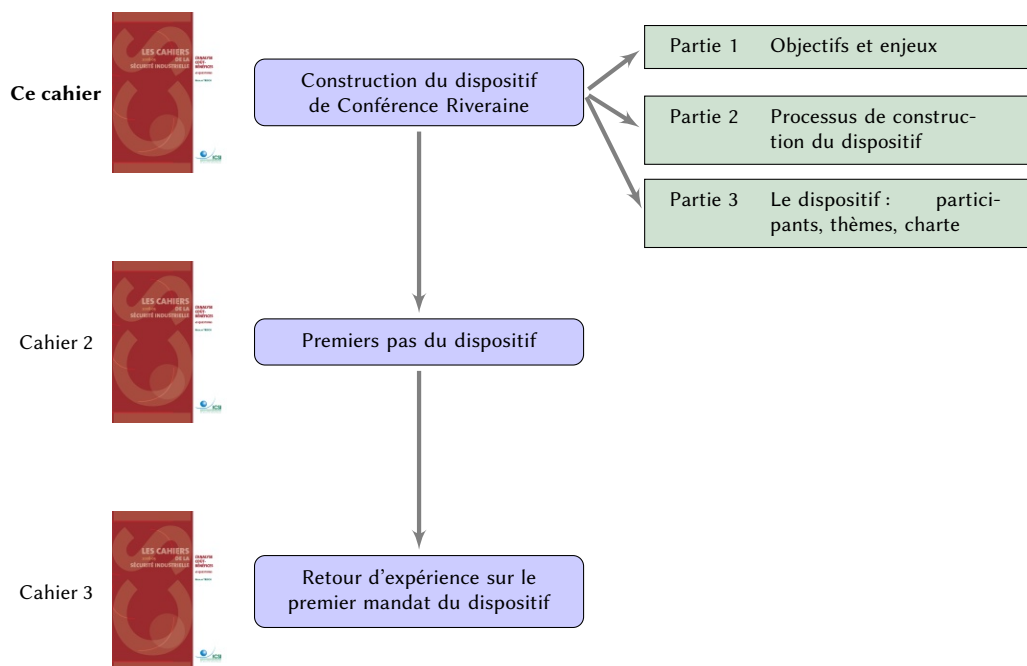 Ce cahier
LES CAHIERS
DE LA
SÉCURITÉ INDUSTRIELLE
Construction du dispositif
de Conférence Riveraine
Partie 1 Objectifs et enjeux
Partie 2 Processus de construc-
tion du dispositif
Partie 3 Le dispositif : partici-
pants, thèmes, charte
Cahier 2
LES CAHIERS
DE LA
SÉCURITÉ INDUSTRIELLE
Premiers pas du dispositif
Cahier 3
LES CAHIERS
DE LA
SÉCURITÉ INDUSTRIELLE
Retour d'expérience sur le
premier mandat du dispositif